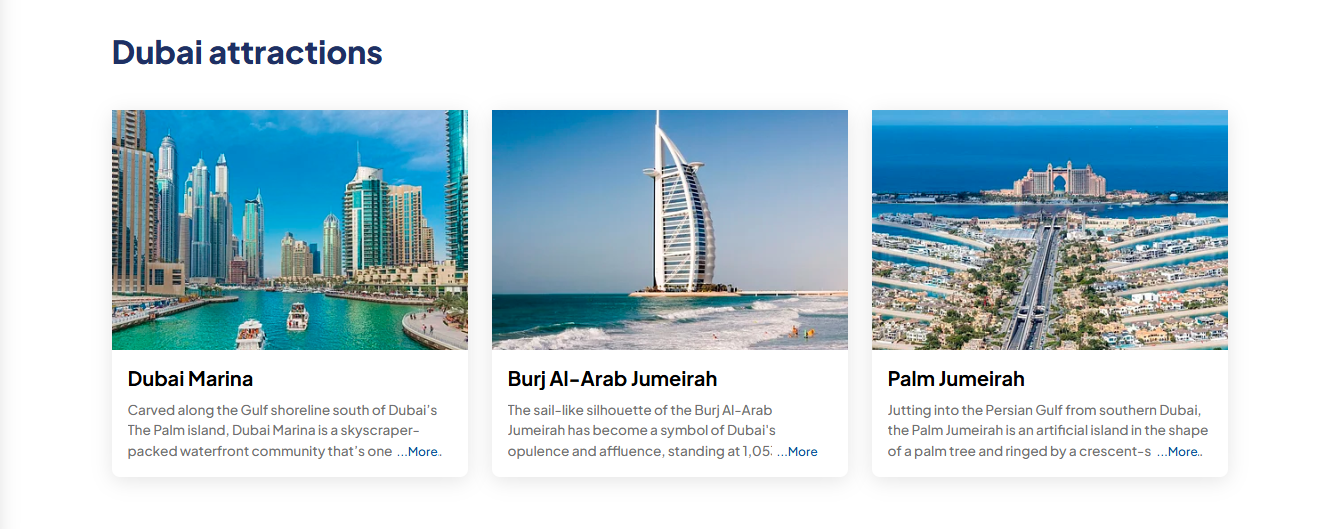 Dubai attractions
Dubai Marina
Carved along the Gulf shoreline south of Dubai's
The Palm island, Dubai Marina is a skyscraper-
packed waterfront community that's one ...More..
Burj Al-Arab Jumeirah
The sail-like silhouette of the Burj Al-Arab
Jumeirah has become a symbol of Dubai's
opulence and affluence, standing at 1,05 ...More
Palm Jumeirah
Jutting into the Persian Gulf from southern Dubai,
the Palm Jumeirah is an artificial island in the shape
of a palm tree and ringed by a crescent-s ...More..